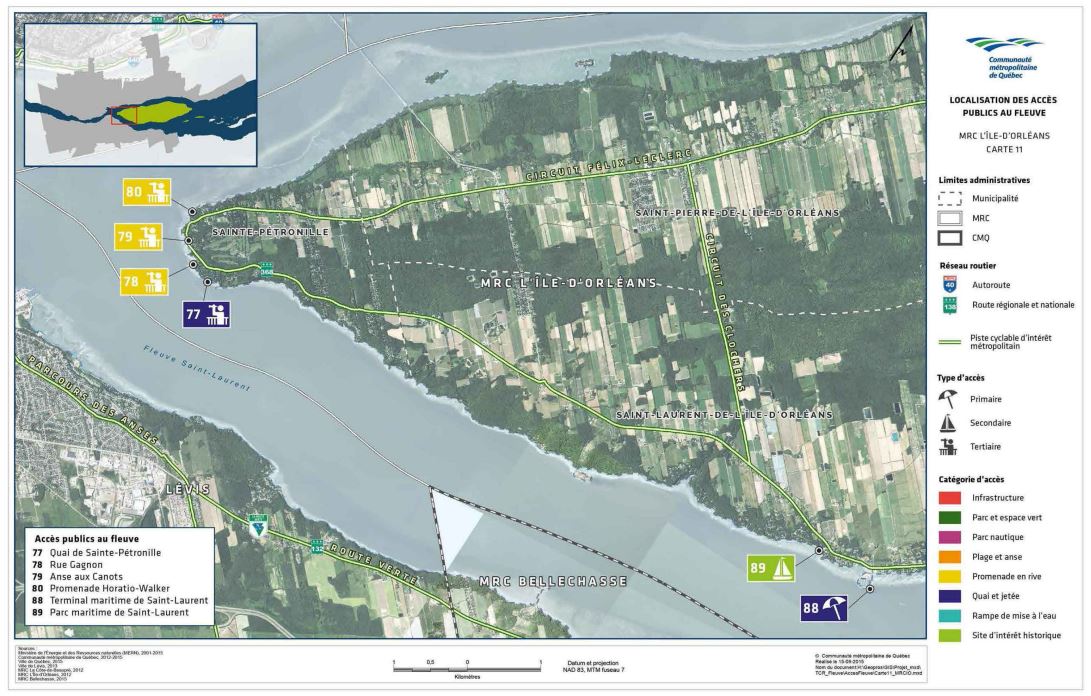 80
79
78
77
SAINTE-PÉTRONILLE
368
CIRCUIT FÉLIX-LECLERC
SAINT-PIERRE-DE-L'ÎLE-D'ORLÉANS
MRC L'ÎLE-D'ORLÉANS
CIRCUIT DES CLOCHERS
SAINT-LAURENT-DE-L'ÎLE-D'ORLÉANS
Fleuve Saint-Laurent
PARCOURS DES ANSES
LÉVIS
132
ROUTE VERTE
MRC BELLECHASSE
89
88
Accès publics au fleuve
77 Quai de Sainte-Pétronille
78 Rue Gagnon
79 Anse aux Canots
80 Promenade Horatio-Walker
88 Terminal maritime de Saint-Laurent
89 Parc maritime de Saint-Laurent
Communauté
métropolitaine
de Québec
LOCALISATION DES ACCÈS
PUBLICS AU FLEUVE
MRC L'ÎLE-D'ORLÉANS
CARTE 11
Limites administratives
Municipalité
MRC
CMQ
Réseau routier
40 Autoroute
138 Route régionale et nationale
Piste cyclable d'intérêt
métropolitain
Type d'accès
Primaire
Secondaire
Tertiaire
Catégorie d'accès
Infrastructure
Parc et espace vert
Parc nautique
Plage et anse
Promenade en rive
Quai et jetée
Rampe de mise à l'eau
Site d'intérêt historique
Sources :
Ministère de l'Énergie et des Ressources naturelles (MERN), 2001-2015
Communauté métropolitaine de Québec, 2012-2015
Ville de Québec, 2015
Ville de Lévis, 2013
MRC La Côte-de-Beaupré, 2012
MRC L'Île-d'Orléans, 2012
MRC Bellechasse, 2015
1 0,5 0 1
Kilomètres
Datum et projection
NAD 83, MTM fuseau 7
© Communauté métropolitaine de Québec
Réalisé le 15-09-2015